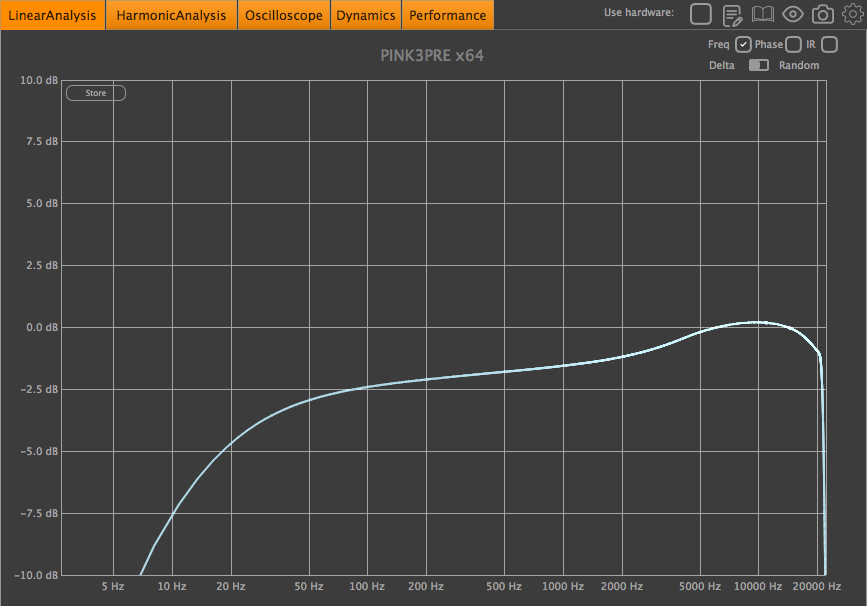 LinearAnalysis HarmonicAnalysis Oscilloscope Dynamics Performance Use hardware:
PINK3PRE x64
Freq Phase IR
Delta Random
Store
10.0 dB
7.5 dB
5.0 dB
2.5 dB
0.0 dB
-2.5 dB
-5.0 dB
-7.5 dB
-10.0 dB
5 Hz 10 Hz 20 Hz 50 Hz 100 Hz 200 Hz 500 Hz 1000 Hz 2000 Hz 5000 Hz 10000 Hz 20000 Hz